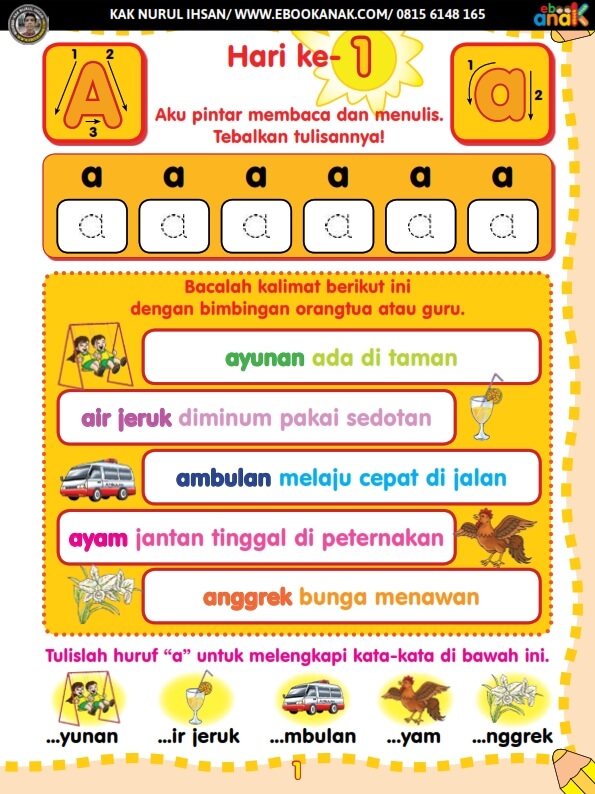 KAK NURUL IHSAN/ WWW.EBOOKANAK.COM/ 0815 6148 165
ebo
anak
Hari ke- 1
1 2
A
3
1
a
2
Aku pintar membaca dan menulis.
Tebalkan tulisannya!
a a a a a a
a a a a a a
Bacalah kalimat berikut ini
dengan bimbingan orangtua atau guru.
ayunan ada di taman
air jeruk diminum pakai sedotan
ambulan melaju cepat di jalan
ayam jantan tinggal di peternakan
anggrek bunga menawan
Tulislah huruf “a” untuk melengkapi kata-kata di bawah ini.
...yunan ...ir jeruk ...mbulan ...yam ...nggrek
1